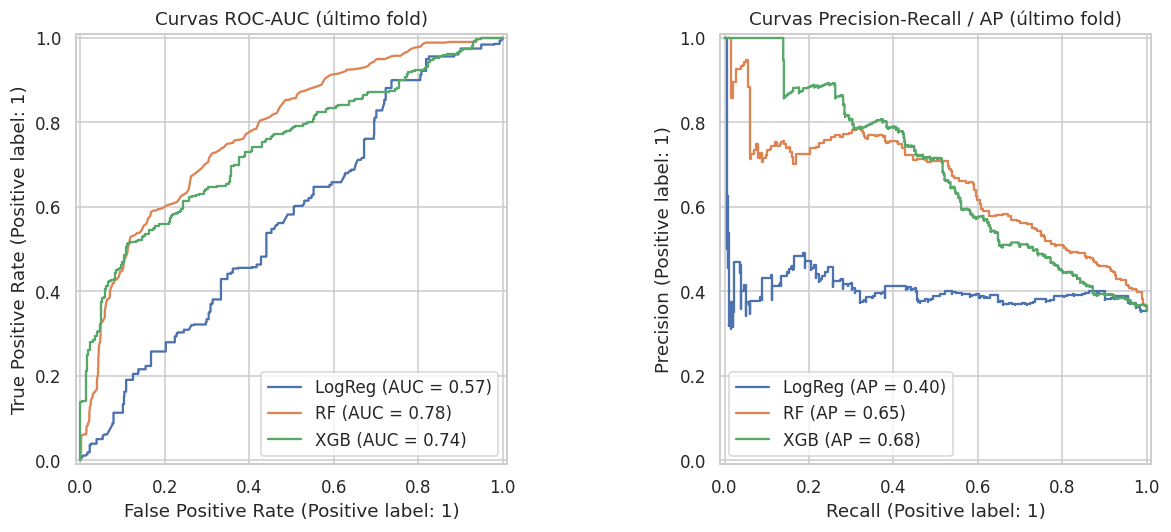 Curvas ROC-AUC (último fold)
1.0
0.8
0.6
0.4
0.2
0.0
True Positive Rate (Positive label: 1)
LogReg (AUC = 0.57)
RF (AUC = 0.78)
XGB (AUC = 0.74)
0.0 0.2 0.4 0.6 0.8 1.0
False Positive Rate (Positive label: 1)
Curvas Precision-Recall / AP (último fold)
1.0
0.8
0.6
0.4
0.2
0.0
Precision (Positive label: 1)
LogReg (AP = 0.40)
RF (AP = 0.65)
XGB (AP = 0.68)
0.0 0.2 0.4 0.6 0.8 1.0
Recall (Positive label: 1)